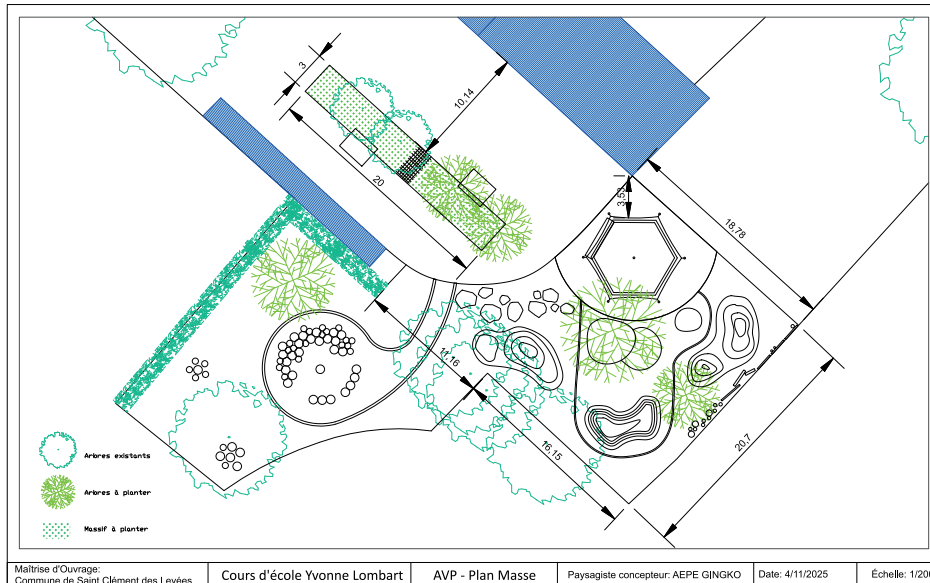 3
10,14
20
3,53
18,78
11,16
16,15
20,7
Arbres existants
Arbres à planter
Massif à planter
Maîtrise d'Ouvrage:
Commune de Saint Clément des Levées
Cours d'école Yvonne Lombart
AVP - Plan Masse
Paysagiste concepteur: AEPE GINGKO
Date: 4/11/2025
Échelle: